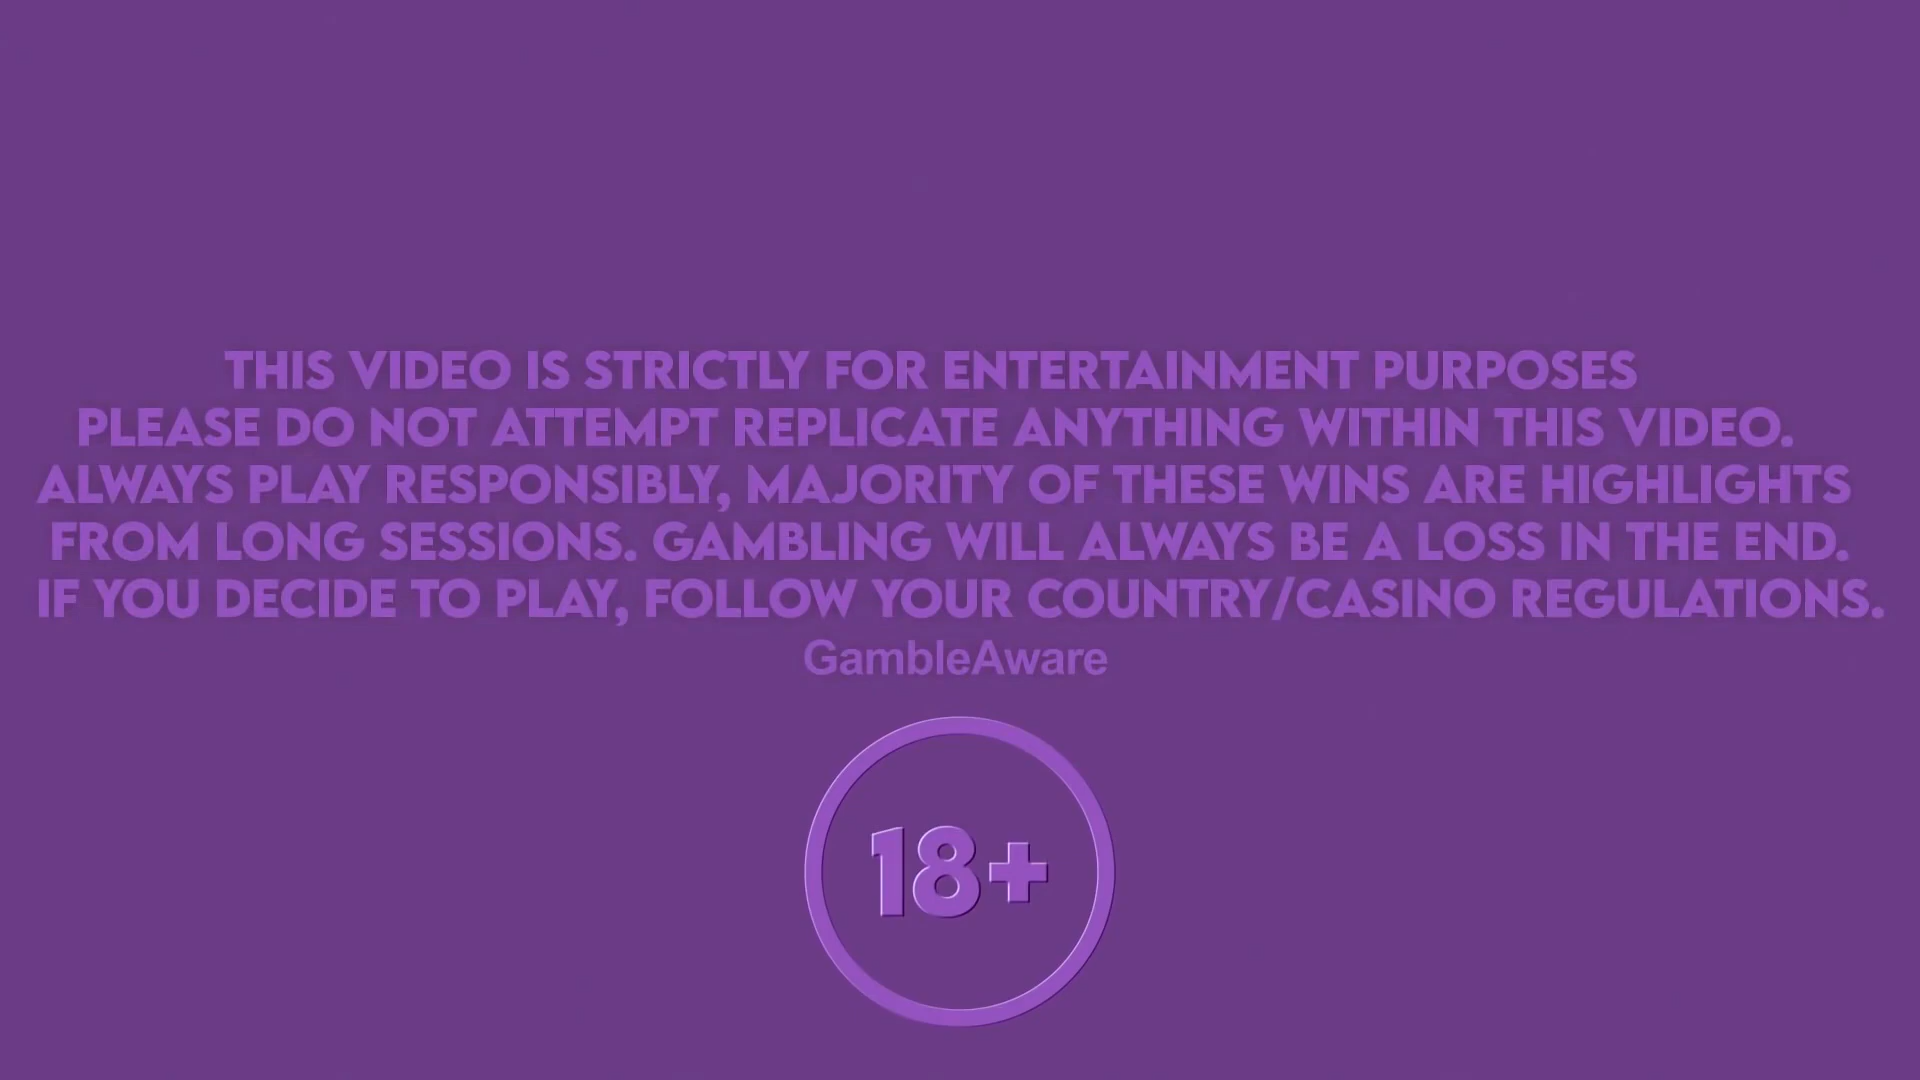 THIS VIDEO IS STRICTLY FOR ENTERTAINMENT PURPOSES
PLEASE DO NOT ATTEMPT REPLICATE ANYTHING WITHIN THIS VIDEO.
ALWAYS PLAY RESPONSIBLY, MAJORITY OF THESE WINS ARE HIGHLIGHTS
FROM LONG SESSIONS. GAMBLING WILL ALWAYS BE A LOSS IN THE END.
IF YOU DECIDE TO PLAY, FOLLOW YOUR COUNTRY/CASINO REGULATIONS.
GambleAware
18+